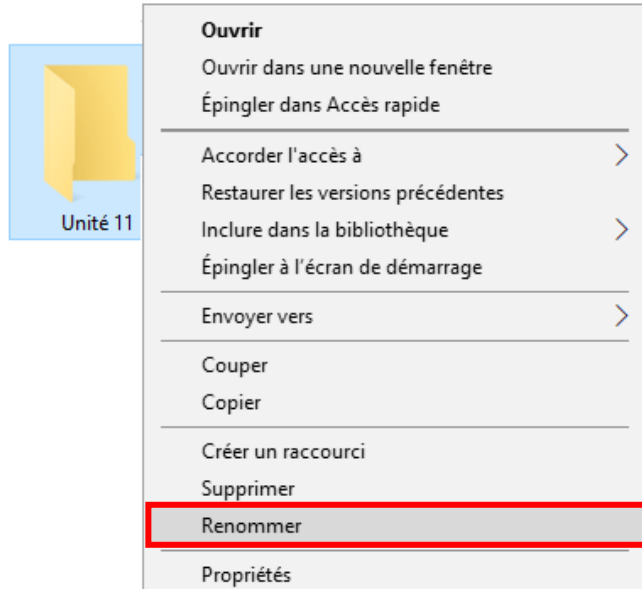 Unité 11
Ouvrir
Ouvrir dans une nouvelle fenêtre
Épingler dans Accès rapide
Accorder l'accès à
Restaurer les versions précédentes
Inclure dans la bibliothèque
Épingler à l'écran de démarrage
Envoyer vers
Couper
Copier
Créer un raccourci
Supprimer
Renommer
Propriétés